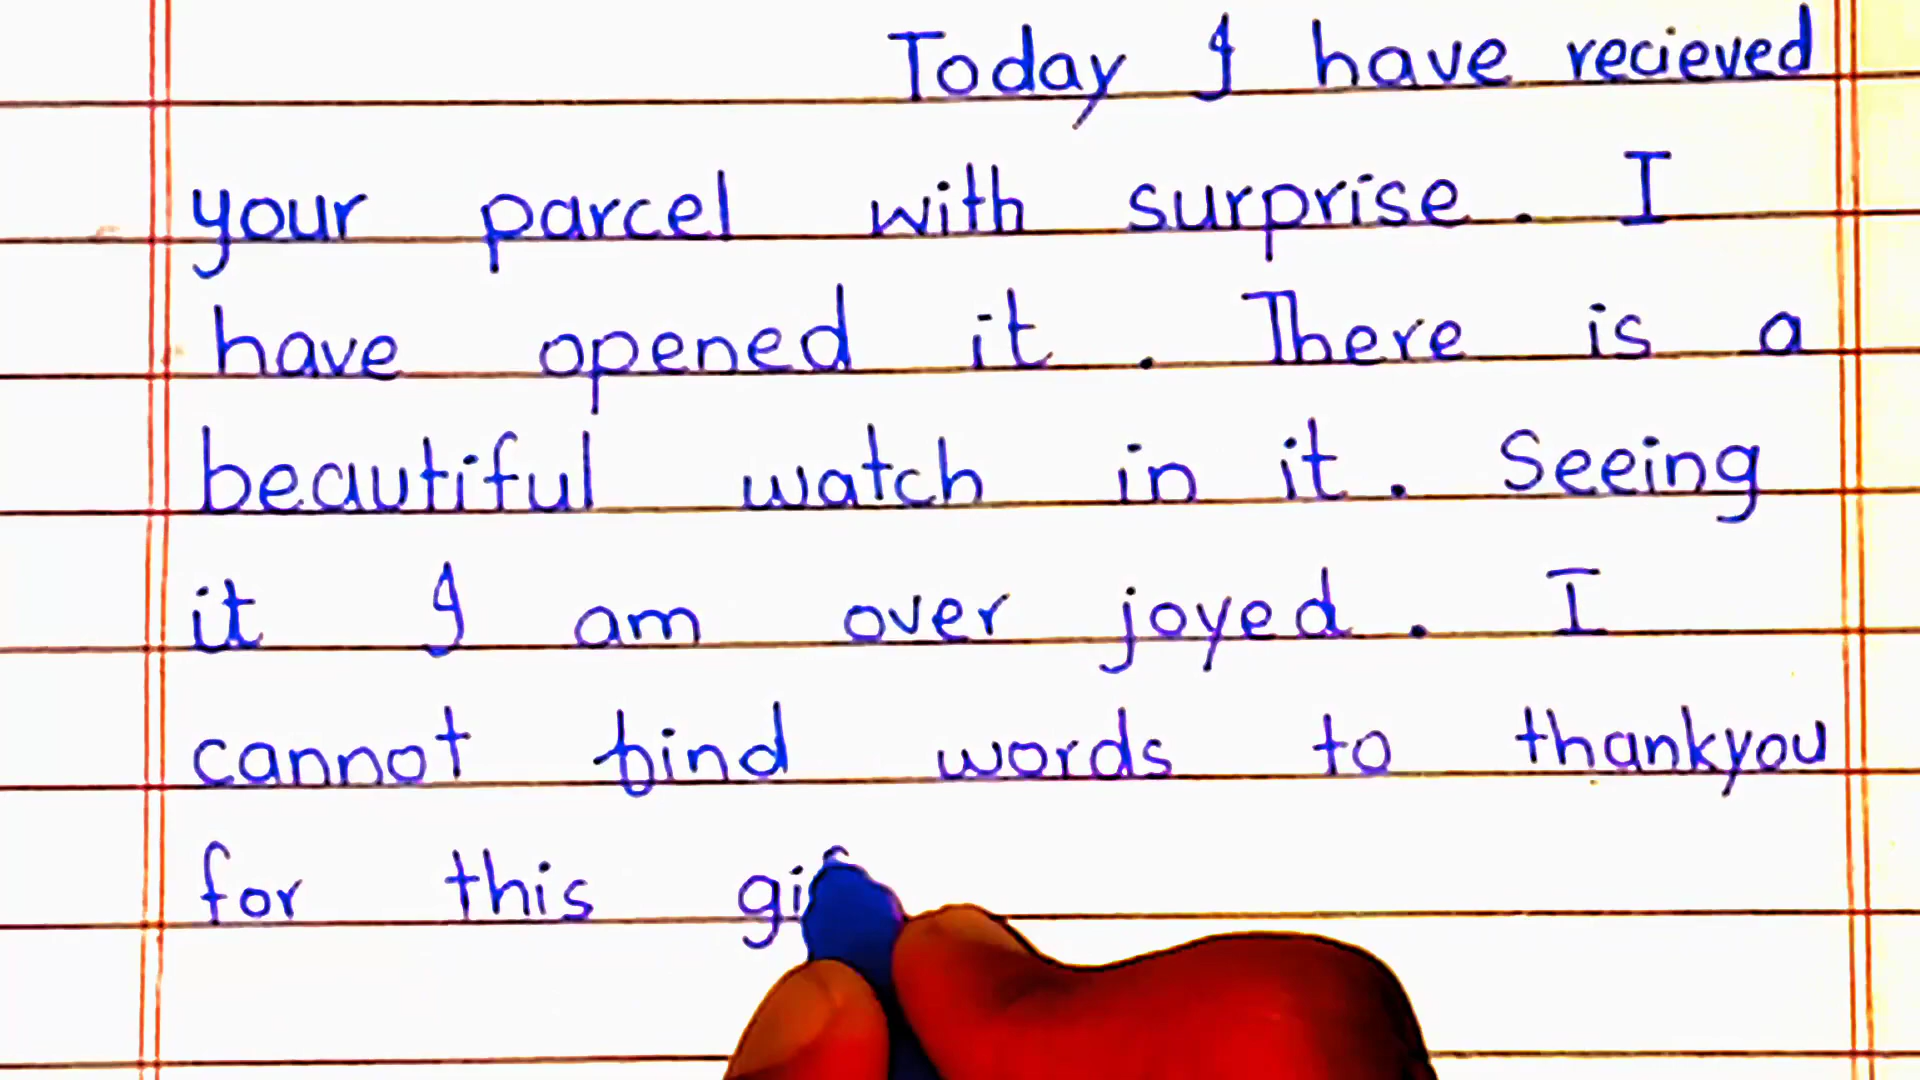 Today I have recieved
your parcel with surprise. I
have opened it. There is a
beautiful watch in it. Seeing
it I am over joyed. I
cannot find words to thankyou
for this